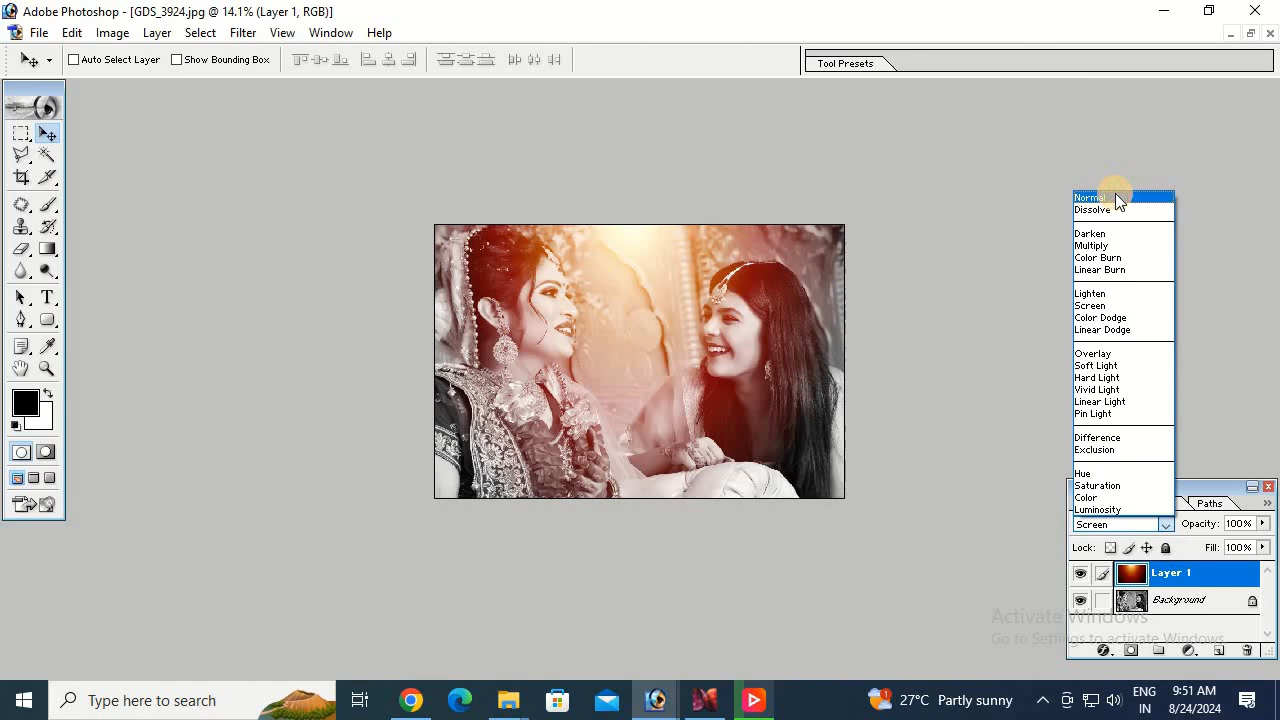 Adobe Photoshop - [GDS_3924.jpg @ 14.1% (Layer 1, RGB)]
File Edit Image Layer Select Filter View Window Help
Auto Select Layer Show Bounding Box
Tool Presets
Normal
Dissolve
Darken
Multiply
Color Burn
Linear Burn
Lighten
Screen
Color Dodge
Linear Dodge
Overlay
Soft Light
Hard Light
Vivid Light
Linear Light
Pin Light
Difference
Exclusion
Hue
Saturation
Color
Luminosity
Paths
Screen Opacity: 100%
Lock: Fill: 100%
Layer 1
Background
Activate Windows
Go to Settings to activate Windows.
Type here to search
27°C Partly sunny
ENG
IN
9:51 AM
8/24/2024